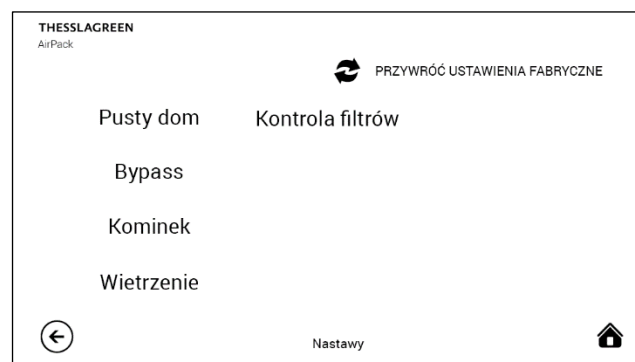 THESSLAGREEN
AirPack
PRZYWRÓĆ USTAWIENIA FABRYCZNE
Pusty dom
Kontrola filtrów
Bypass
Kominek
Wietrzenie
Nastawy